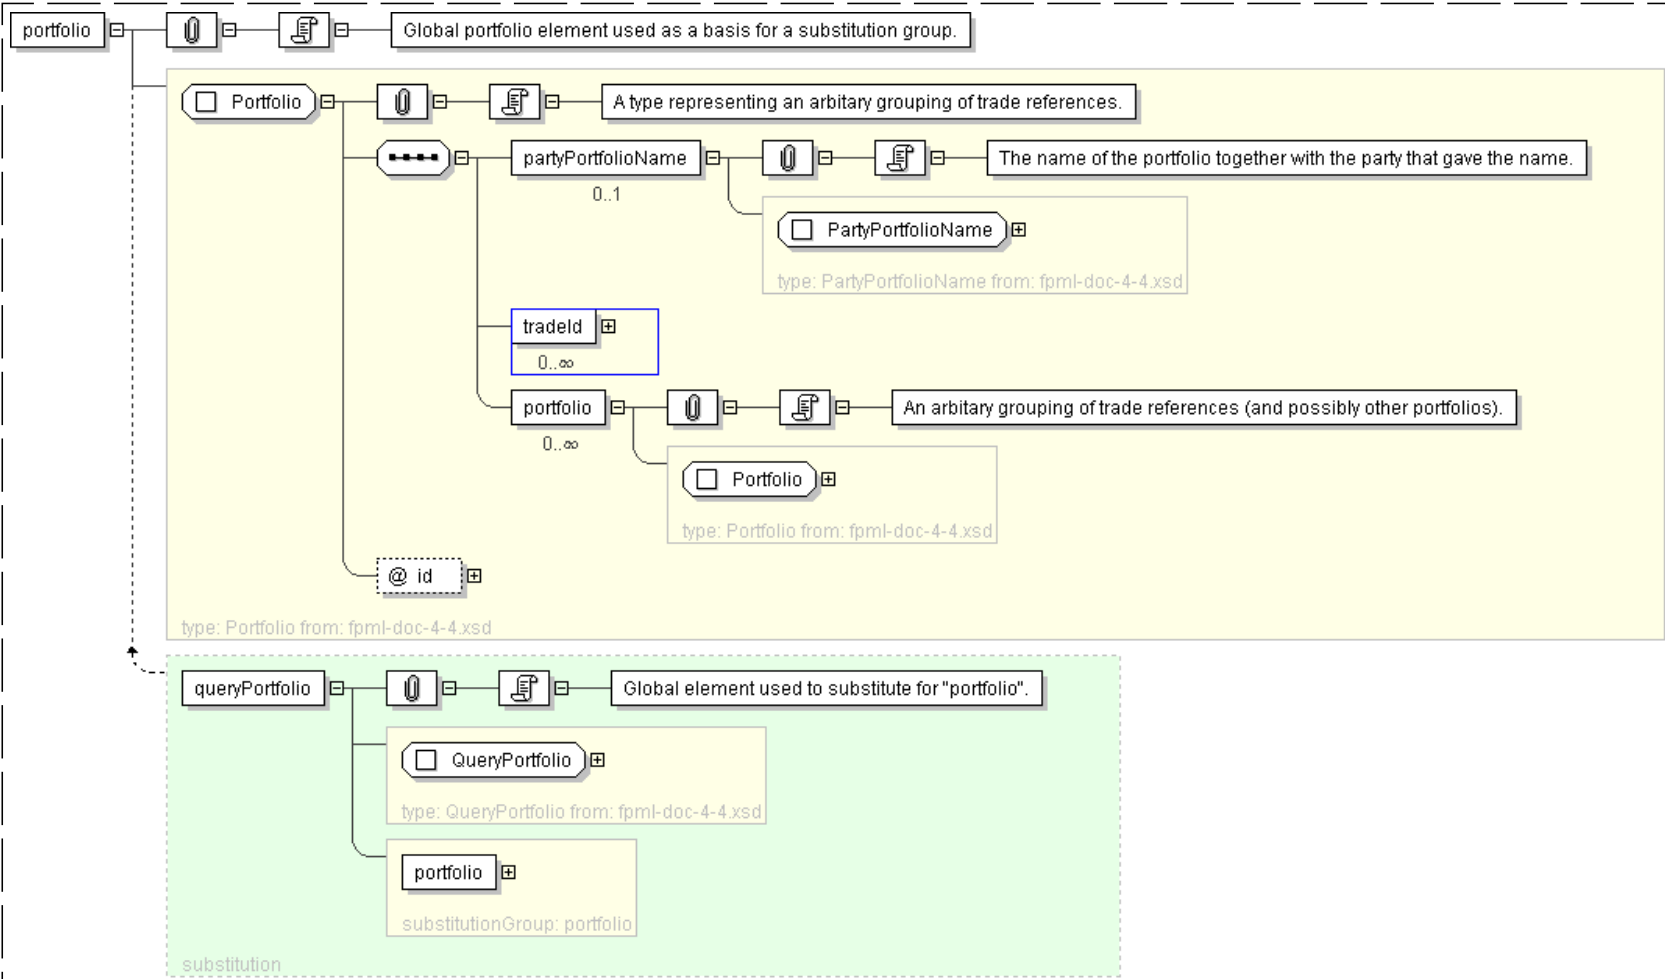 portfolio
Global portfolio element used as a basis for a substitution group.
Portfolio
A type representing an arbitary grouping of trade references.
partyPortfolioName
The name of the portfolio together with the party that gave the name.
0..1
PartyPortfolioName
type: PartyPortfolioName from: fpml-doc-4-4.xsd
tradeId
0..∞
portfolio
An arbitary grouping of trade references (and possibly other portfolios).
0..∞
Portfolio
type: Portfolio from: fpml-doc-4-4.xsd
@ id
type: Portfolio from: fpml-doc-4-4.xsd
queryPortfolio
Global element used to substitute for "portfolio".
QueryPortfolio
type: QueryPortfolio from: fpml-doc-4-4.xsd
portfolio
substitutionGroup: portfolio
substitution